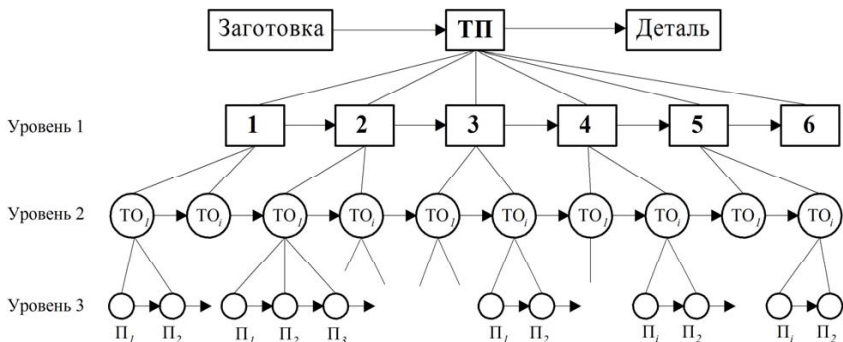 Заготовка ТП Деталь
Уровень 1 1 2 3 4 5 6
Уровень 2 ТО1 ТОi ТО1 ТОi ТО1 ТОi ТО1 ТОi ТО1 ТОi
Уровень 3
П1 П2 П1 П2 П3 П1 П2 Пi П2 Пi П2